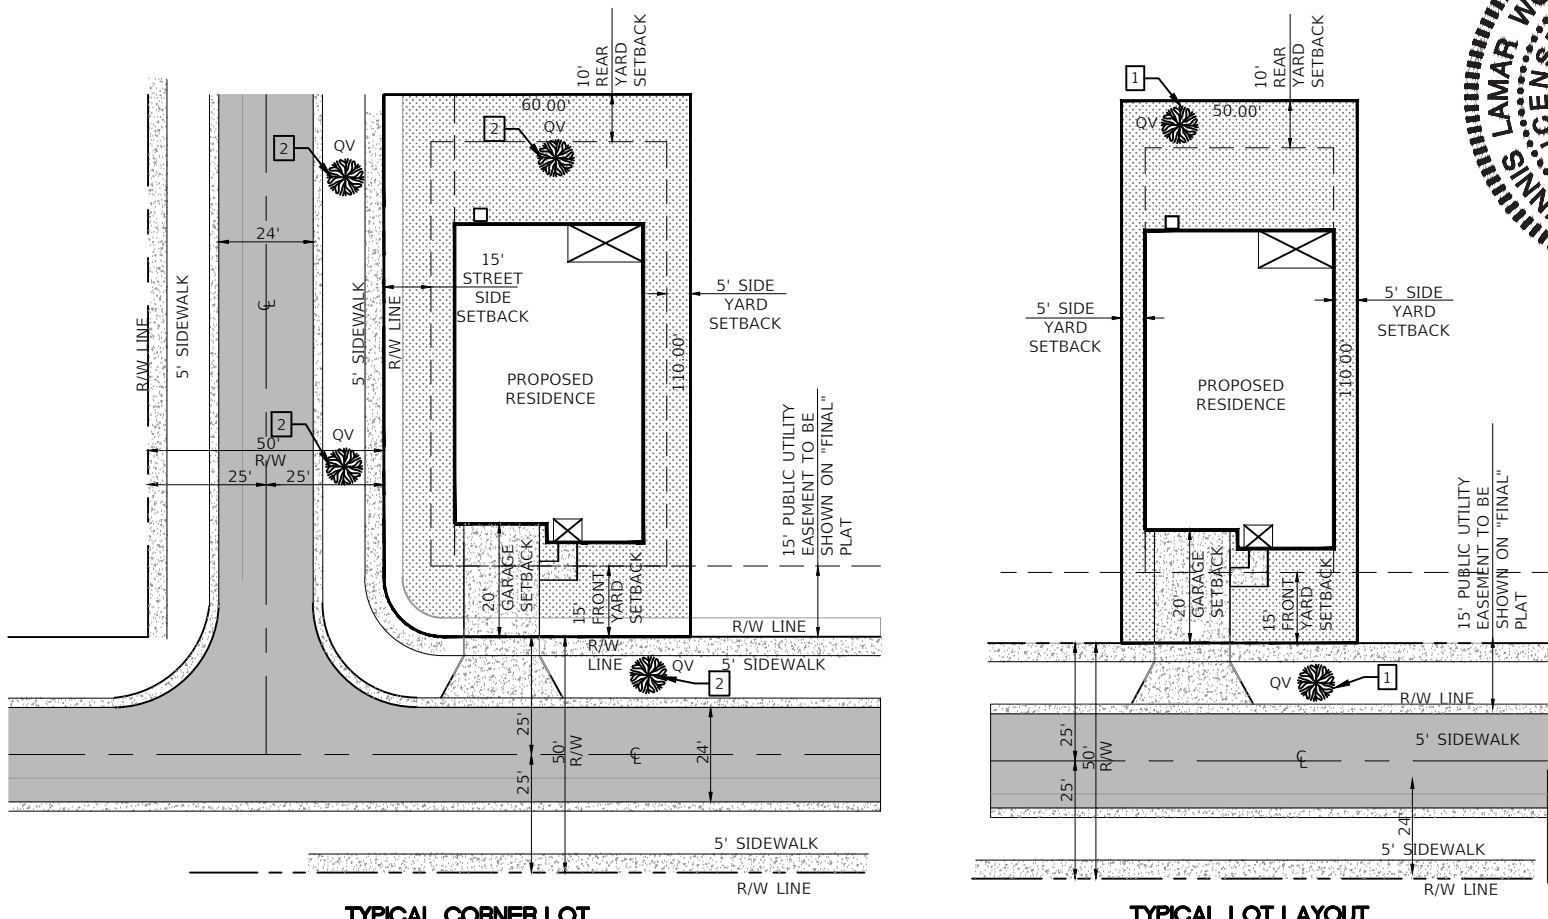 10'
REAR
YARD
SETBACK
60.00'
QV
2
QV
2
24'
℄
R/W LINE
5' SIDEWALK
5' SIDEWALK
R/W LINE
15'
STREET
SIDE
SETBACK
5' SIDE
YARD
SETBACK
110.00'
PROPOSED
RESIDENCE
2
QV
50'
R/W
25'
25'
15' PUBLIC UTILITY
EASEMENT TO BE
SHOWN ON "FINAL"
PLAT
20'
GARAGE
SETBACK
15'
FRONT
YARD
SETBACK
R/W LINE
R/W
LINE
QV
5' SIDEWALK
2
25'
50'
R/W
℄
24'
25'
5' SIDEWALK
R/W LINE
TYPICAL CORNER LOT
10'
REAR
YARD
SETBACK
1
QV
50.00'
5' SIDE
YARD
SETBACK
5' SIDE
YARD
SETBACK
110.00'
PROPOSED
RESIDENCE
15' PUBLIC UTILITY
EASEMENT TO BE
SHOWN ON "FINAL"
PLAT
20'
GARAGE
SETBACK
15'
FRONT
YARD
SETBACK
QV
1
R/W LINE
25'
50'
R/W
℄
5' SIDEWALK
25'
24'
5' SIDEWALK
R/W LINE
TYPICAL LOT LAYOUT
LAMAR